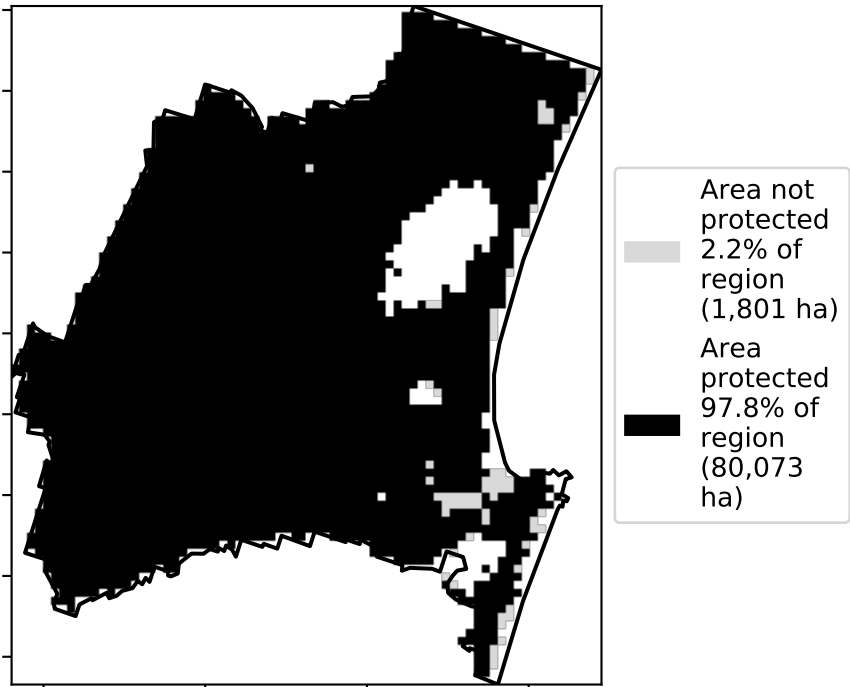 Area not
protected
2.2% of
region
(1,801 ha)
Area
protected
97.8% of
region
(80,073
ha)